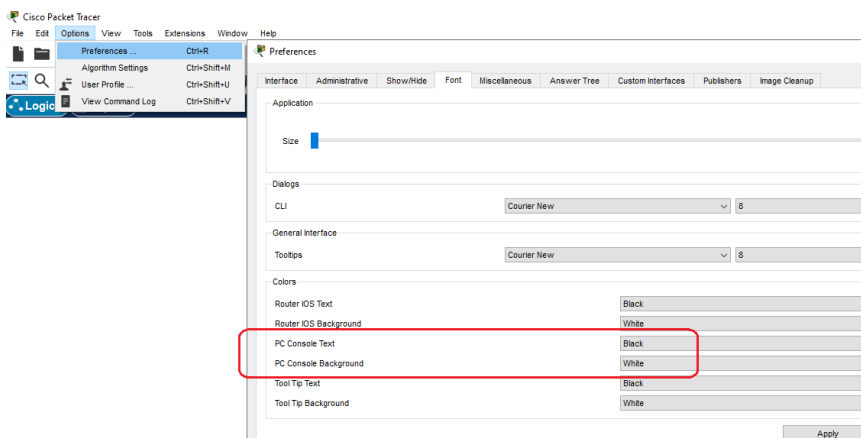 Cisco Packet Tracer
File Edit Options View Tools Extensions Window Help
Preferences ... Ctrl+R
Algorithm Settings Ctrl+Shift+M
User Profile ... Ctrl+Shift+U
View Command Log Ctrl+Shift+V
Logic
Preferences
Interface Administrative Show/Hide Font Miscellaneous Answer Tree Custom Interfaces Publishers Image Cleanup
Application
Size
Dialogs
CLI Courier New 8
General Interface
Tooltips Courier New 8
Colors
Router IOS Text Black
Router IOS Background White
PC Console Text Black
PC Console Background White
Tool Tip Text Black
Tool Tip Background White
Apply